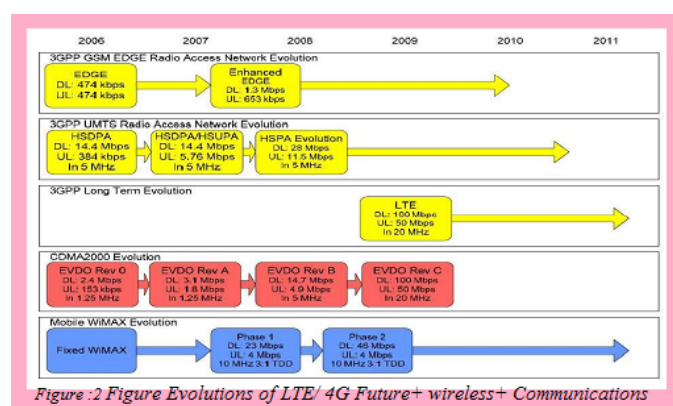 2006 2007 2008 2009 2010 2011
3GPP GSM EDGE Radio Access Network Evolution
EDGE
DL: 474 kbps
UL: 474 kbps
Enhanced
EDGE
DL: 1.3 Mbps
UL: 653 kbps
3GPP UMTS Radio Access Network Evolution
HSDPA
DL: 14.4 Mbps
UL: 384 kbps
In 5 MHz
HSDPA/HSUPA
DL: 14.4 Mbps
UL: 5.76 Mbps
In 5 MHz
HSPA Evolution
DL: 28 Mbps
UL: 11.5 Mbps
In 5 MHz
3GPP Long Term Evolution
LTE
DL: 100 Mbps
UL: 50 Mbps
In 20 MHz
CDMA2000 Evolution
EVDO Rev 0
DL: 2.4 Mbps
UL: 153 kbps
In 1.25 MHz
EVDO Rev A
DL: 3.1 Mbps
UL: 1.8 Mbps
In 1.25 MHz
EVDO Rev B
DL: 14.7 Mbps
UL: 4.9 Mbps
In 5 MHz
EVDO Rev C
DL: 100 Mbps
UL: 50 Mbps
In 20 MHz
Mobile WiMAX Evolution
Fixed WiMAX
Phase 1
DL: 23 Mbps
UL: 4 Mbps
10 MHz 3:1 TDD
Phase 2
DL: 46 Mbps
UL: 4 Mbps
10 MHz 3:1 TDD
Figure :2 Figure Evolutions of LTE/ 4G Future+ wireless+ Communications